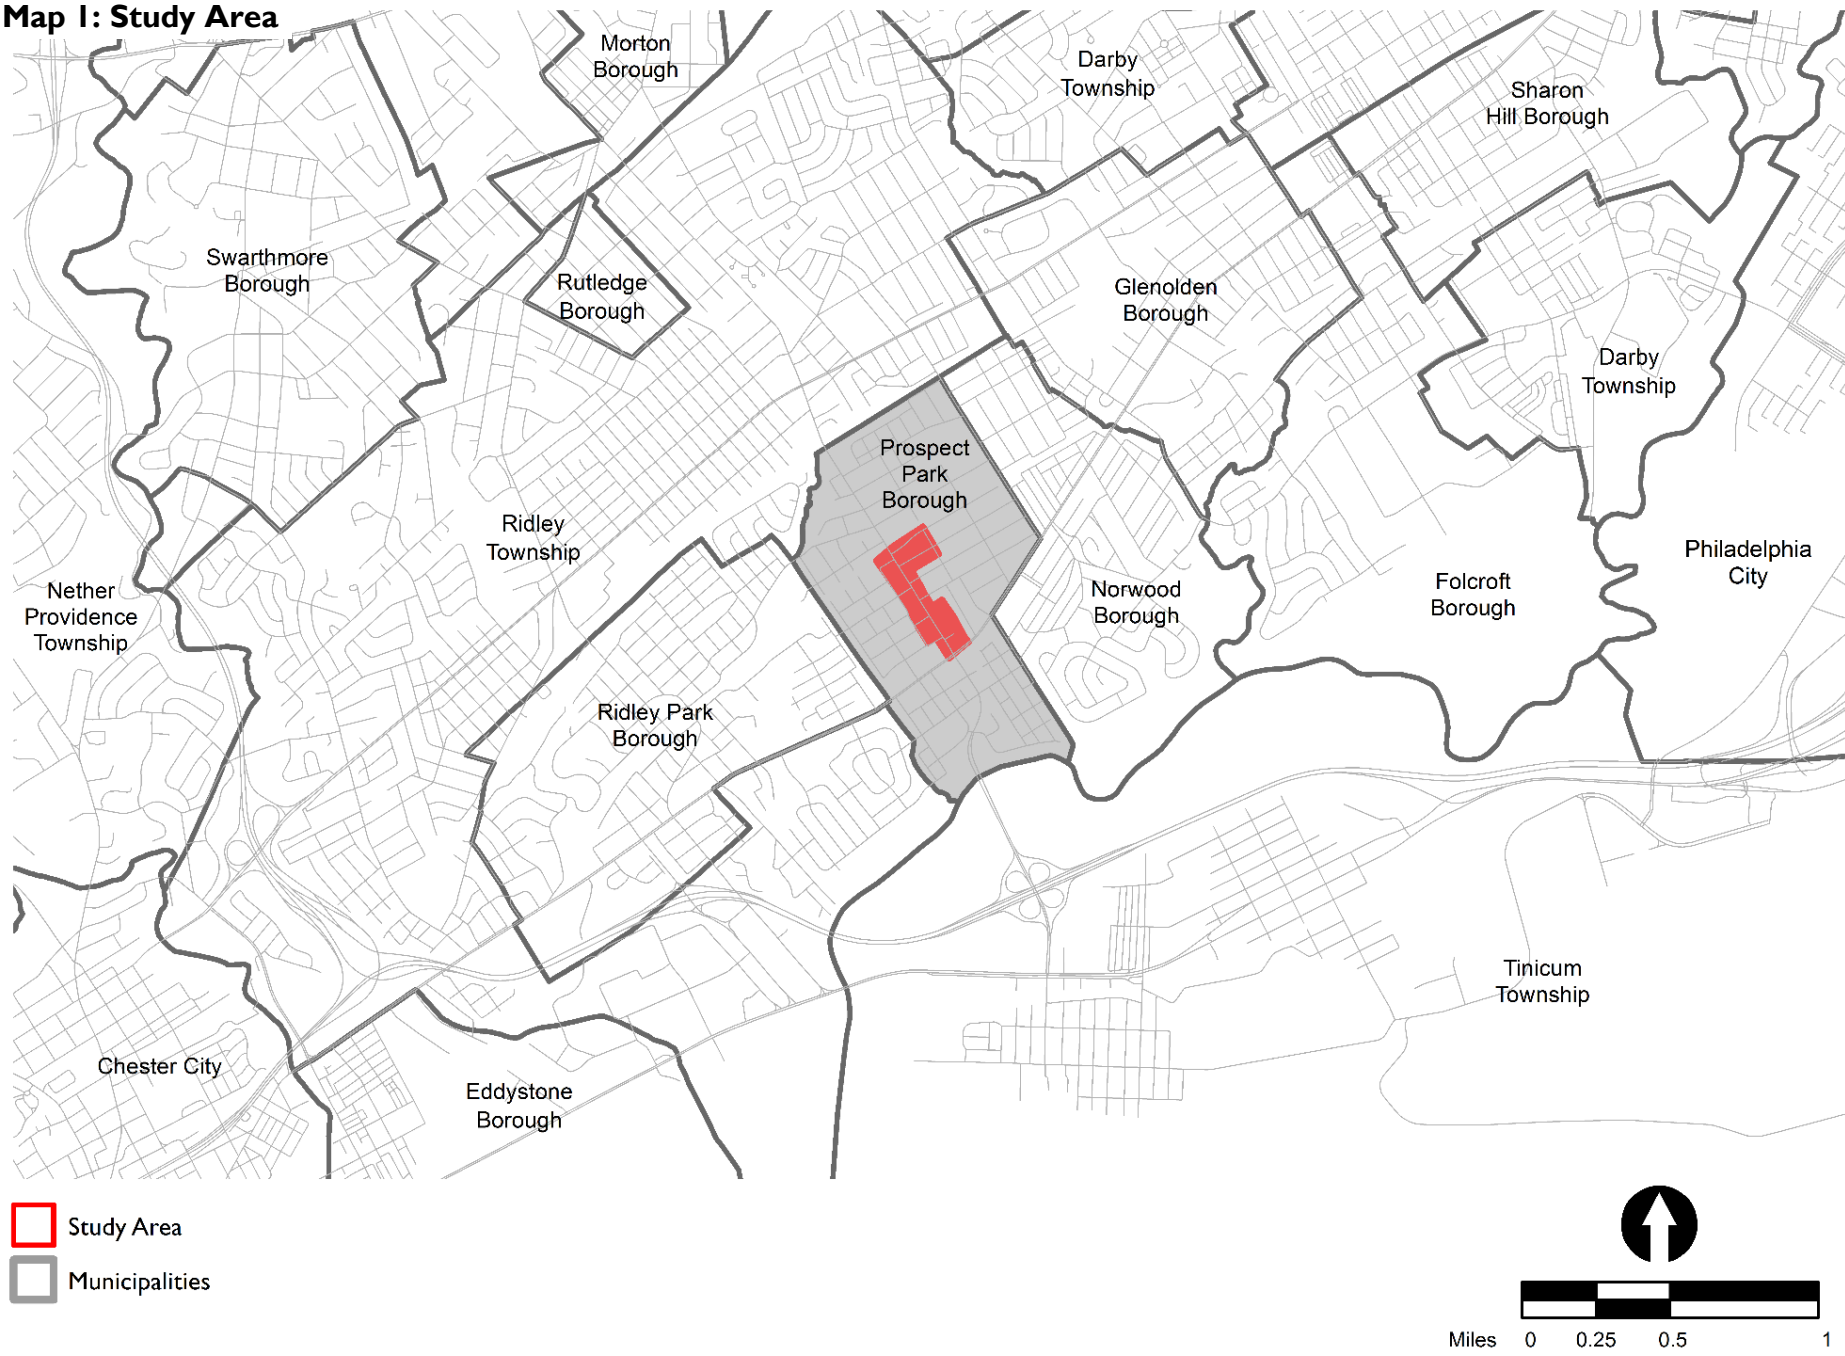 Map 1: Study Area
Morton
Borough
Darby
Township
Sharon
Hill Borough
Swarthmore
Borough
Rutledge
Borough
Glenolden
Borough
Darby
Township
Prospect
Park
Borough
Ridley
Township
Philadelphia
City
Nether
Providence
Township
Norwood
Borough
Folcroft
Borough
Ridley Park
Borough
Tinicum
Township
Chester City
Eddystone
Borough
Study Area
Municipalities
Miles 0 0.25 0.5 1